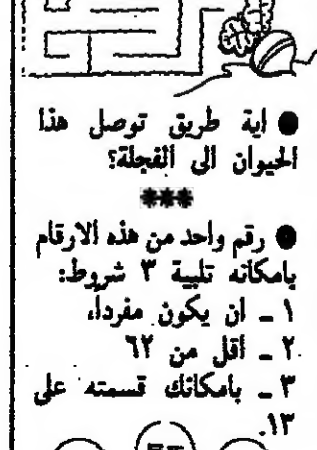 ● اية طريق توصل هذا
الحيوان الى الفجلة؟
***
● رقم واحد من هذه الارقام
بامكانه تلبية ٣ شروط:
١ ـ ان يكون مفرداً،
٢ ـ اقل من ٦٢
٣ ـ بامكانك قسمته على
١٣.